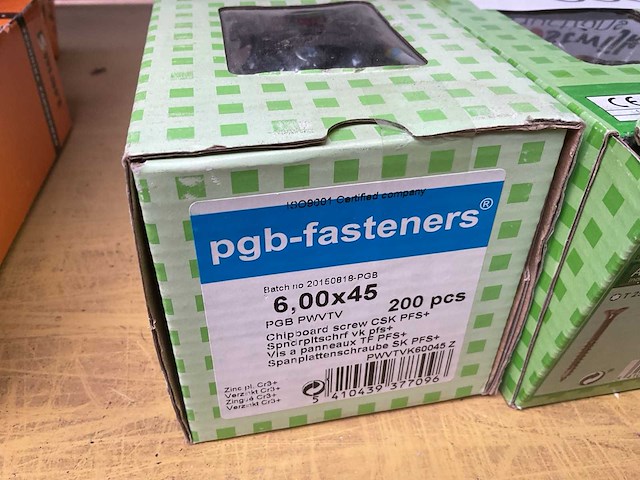 ISO9001 Certified company
pgb-fasteners®
Batch no 20150818-PGB
6,00x45 200 pcs
PGB PWVTV
Chipboard screw CSK PFS+
Spndrpltschrf vk pfs+
Vis a panneaux TF PFS+
Spanplattenschraube SK PFS+
PWVTVK60045 Z
Zinc pl. Cr3+
Verzinkt Cr3+
Zingué Cr3+
Verzinkt Cr3+
5 410439 377096
CE